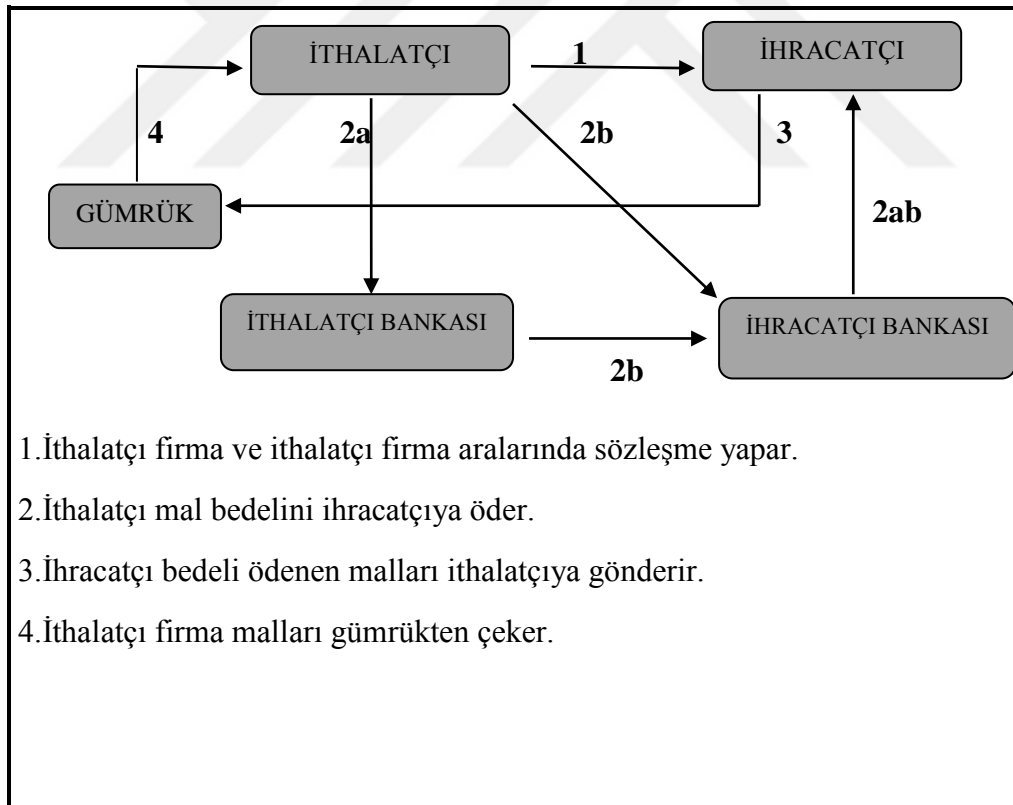 İTHALATÇI
1
İHRACATÇI
4
2a
2b
3
GÜMRÜK
2ab
İTHALATÇI BANKASI
İHRACATÇI BANKASI
2b
1.İthalatçı firma ve ithalatçı firma aralarında sözleşme yapar.
2.İthalatçı mal bedelini ihracatçıya öder.
3.İhracatçı bedeli ödenen malları ithalatçıya gönderir.
4.İthalatçı firma malları gümrükten çeker.